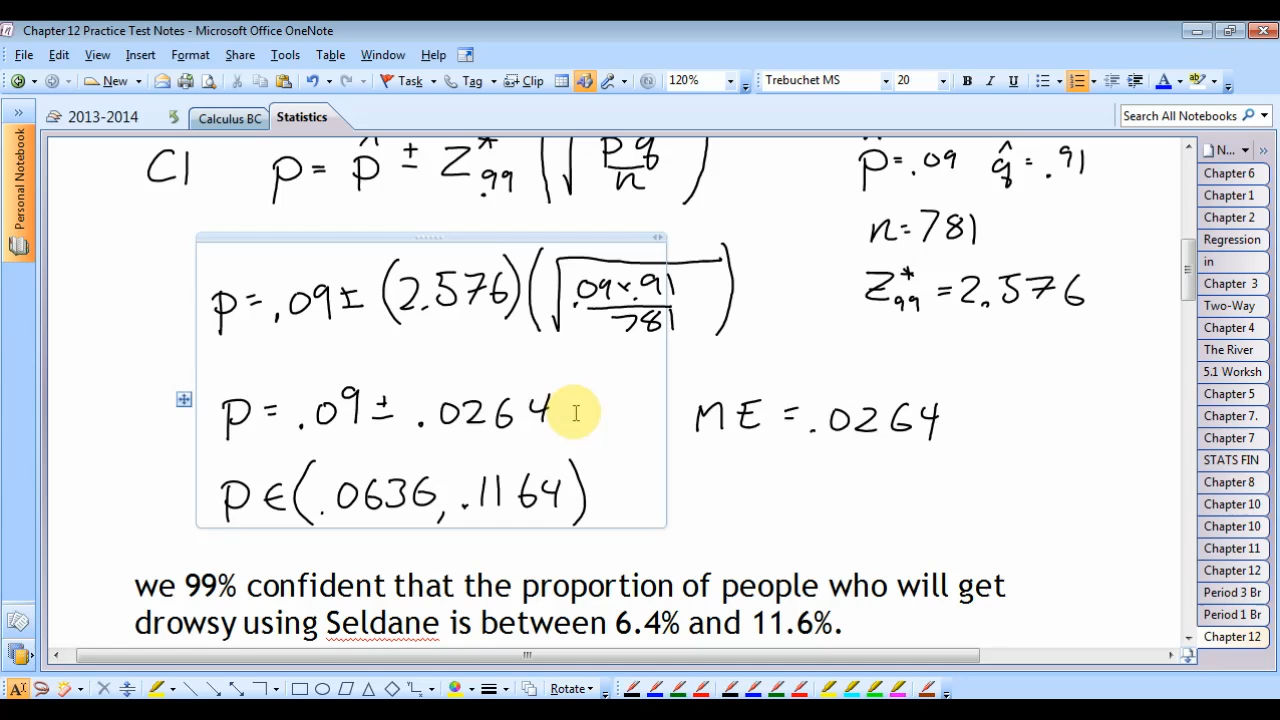 Chapter 12 Practice Test Notes - Microsoft Office OneNote
File Edit View Insert Format Share Tools Table Window Help
New Task Tag Clip 120% Trebuchet MS 20 B I U A ab
2013-2014 Calculus BC Statistics Search All Notebooks
Personal Notebook
CI p = p̂ ± Z*.99 (√(p̂ q̂ / n))
p̂ = .09 q̂ = .91
n = 781
Z*99 = 2.576
p = .09 ± (2.576)(√(.09 × .91 / 781))
p = .09 ± .0264 ME = .0264
p ∈ (.0636, .1164)
we 99% confident that the proportion of people who will get
drowsy using Seldane is between 6.4% and 11.6%.
N...
Chapter 6
Chapter 1
Chapter 2
Regression
in
Chapter 3
Two-Way
Chapter 4
The River
5.1 Worksh
Chapter 5
Chapter 7.
Chapter 7
STATS FIN
Chapter 8
Chapter 10
Chapter 10
Chapter 11
Chapter 12
Period 3 Br
Period 1 Br
Chapter 12
Rotate